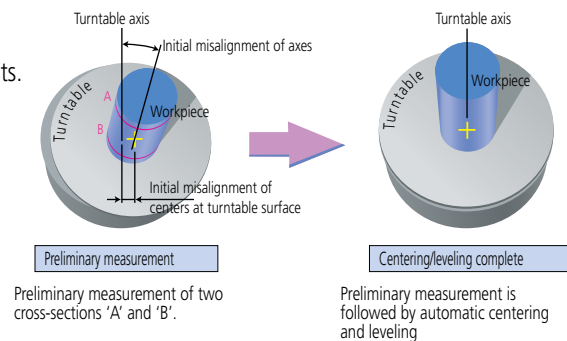 ts.
Turntable axis
Initial misalignment of axes
Turntable
A
Workpiece
B
Initial misalignment of
centers at turntable surface
Preliminary measurement
Preliminary measurement of two
cross-sections ‘A’ and ‘B’.
Turntable axis
Turntable
Workpiece
Centering/leveling complete
Preliminary measurement is
followed by automatic centering
and leveling